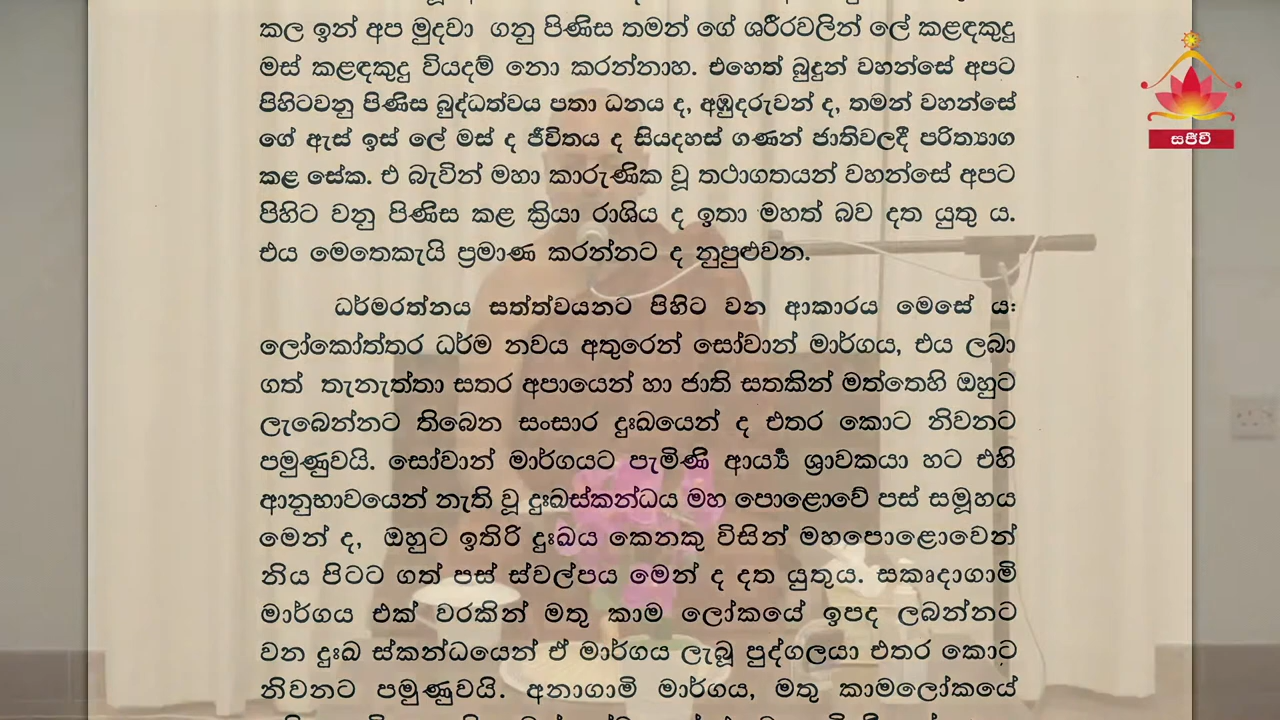 කල ඉන් අප මුදවා ගනු පිණිස තමන් ගේ ශරීරවලින් ලේ කළඳකුදු
මස් කළඳකුදු වියදම් නො කරන්නාහ. එහෙත් බුදුන් වහන්සේ අපට
පිහිටවනු පිණිස බුද්ධත්වය පතා ධනය ද, අඹුදරුවන් ද, තමන් වහන්සේ
ගේ ඇස් ඉස් ලේ මස් ද ජීවිතය ද සියදහස් ගණන් ජාතිවලදී පරිත්‍යාග
කළ සේක. එ බැවින් මහා කාරුණික වූ තථාගතයන් වහන්සේ අපට
පිහිට වනු පිණිස කළ ක්‍රියා රාශිය ද ඉතා මහත් බව දත යුතු ය.
එය මෙතෙකැයි ප්‍රමාණ කරන්නට ද නුපුළුවන.
ධර්මරත්නය සත්ත්වයනට පිහිට වන ආකාරය මෙසේ ය:
ලෝකෝත්තර ධර්ම නවය අතුරෙන් සෝවාන් මාර්ගය, එය ලබා
ගත් තැනැත්තා සතර අපායෙන් හා ජාති සතකින් මත්තෙහි ඔහුට
ලැබෙන්නට තිබෙන සංසාර දුඃඛයෙන් ද එතර කොට නිවනට
පමුණුවයි. සෝවාන් මාර්ගයට පැමිණි ආර්‍ය්‍ය ශ්‍රාවකයා හට එහි
ආනුභාවයෙන් නැති වූ දුඃඛස්කන්ධය මහ පොළොවේ පස් සමූහය
මෙන් ද, ඔහුට ඉතිරි දුඃඛය කෙනකු විසින් මහපොළොවෙන්
නිය පිටට ගත් පස් ස්වල්පය මෙන් ද දත යුතුය. සකෘදාගාමි
මාර්ගය එක් වරකින් මතු කාම ලෝකයේ ඉපද ලබන්නට
වන දුඃඛ ස්කන්ධයෙන් ඒ මාර්ගය ලැබූ පුද්ගලයා එතර කොට
නිවනට පමුණුවයි. අනාගාමි මාර්ගය, මතු කාමලෝකයේ
සජීවී